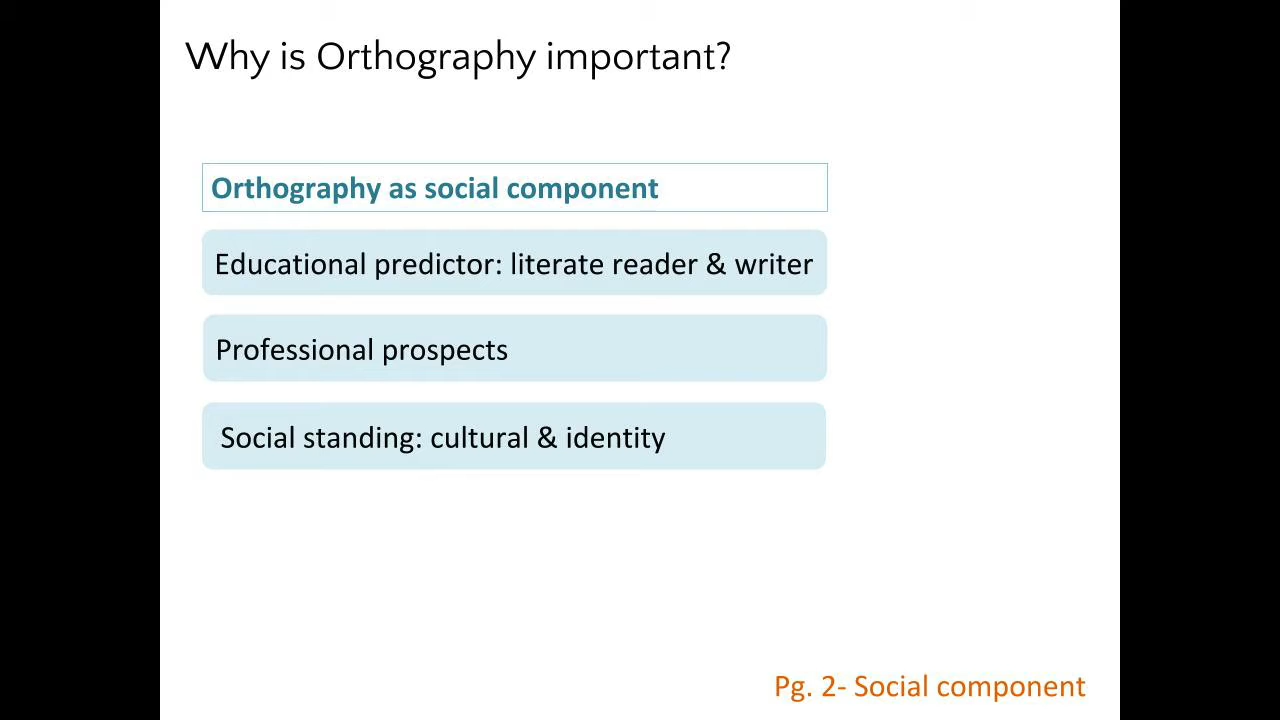 Why is Orthography important?
Orthography as social component
Educational predictor: literate reader & writer
Professional prospects
Social standing: cultural & identity
Pg. 2- Social component